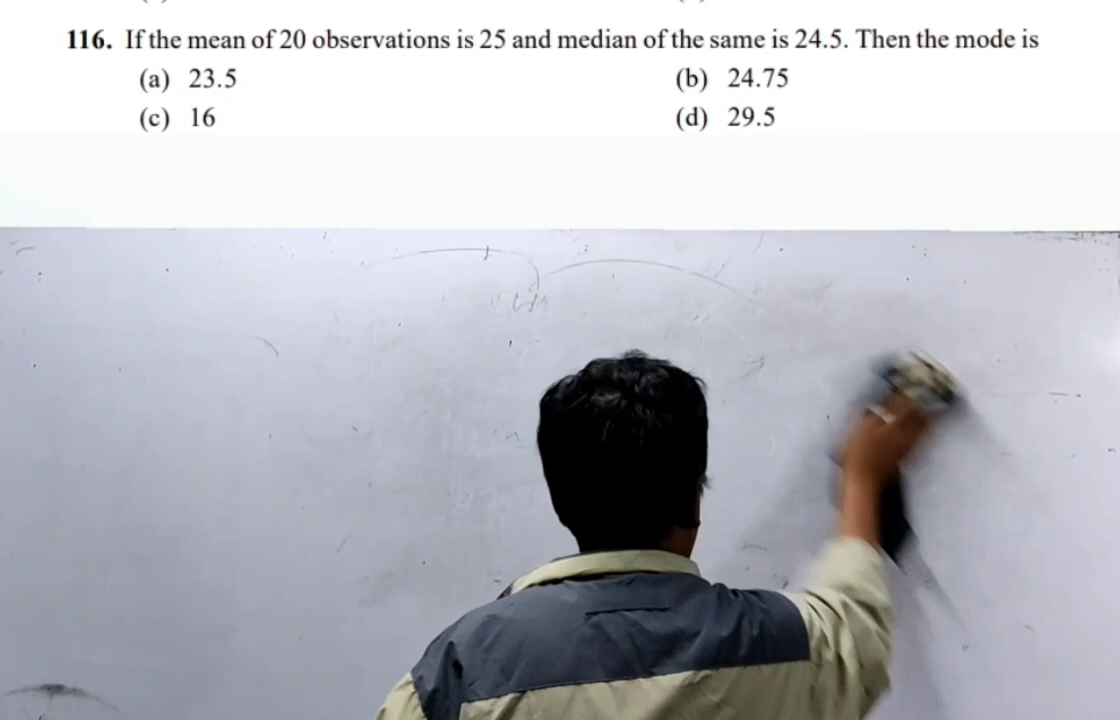 116. If the mean of 20 observations is 25 and median of the same is 24.5. Then the mode is
(a) 23.5 (b) 24.75
(c) 16 (d) 29.5